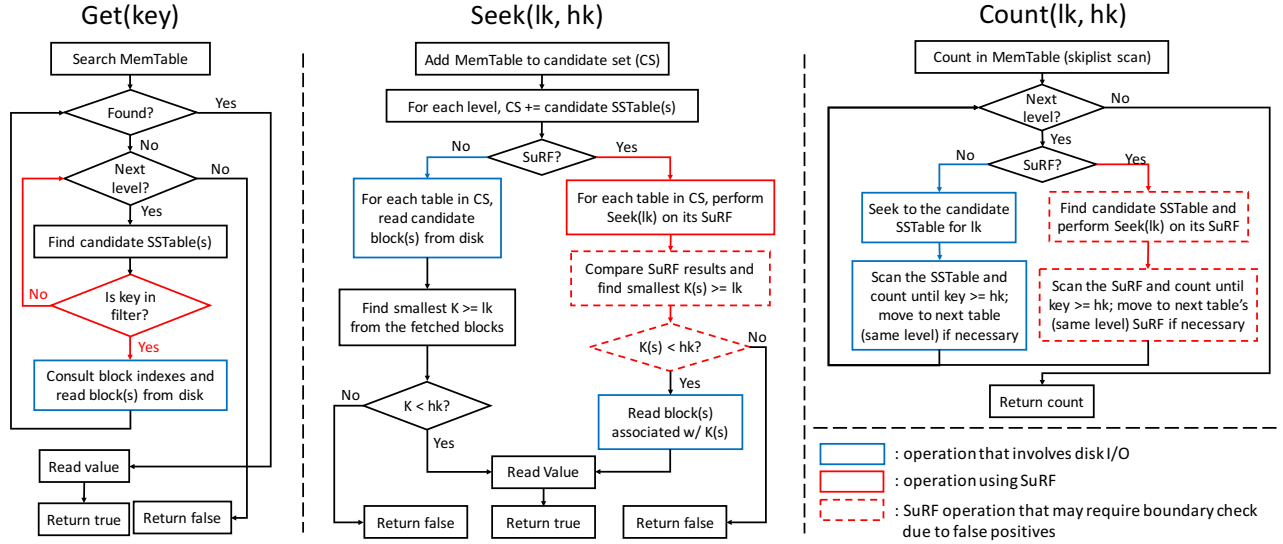 Get(key)
Search MemTable
Found?
Yes
No
Next
level?
No
Yes
Find candidate SSTable(s)
Is key in
filter?
No
Yes
Consult block indexes and
read block(s) from disk
Read value
Return true
Return false
Seek(lk, hk)
Add MemTable to candidate set (CS)
For each level, CS += candidate SSTable(s)
SuRF?
No
Yes
For each table in CS,
read candidate
block(s) from disk
For each table in CS, perform
Seek(lk) on its SuRF
Compare SuRF results and
find smallest K(s) >= lk
Find smallest K >= lk
from the fetched blocks
K(s) < hk?
No
Yes
K < hk?
No
Yes
Read block(s)
associated w/ K(s)
Read Value
Return false
Return true
Return false
Count(lk, hk)
Count in MemTable (skiplist scan)
Next
level?
No
Yes
SuRF?
No
Yes
Seek to the candidate
SSTable for lk
Find candidate SSTable and
perform Seek(lk) on its SuRF
Scan the SSTable and
count until key >= hk;
move to next table
(same level) if necessary
Scan the SuRF and count until
key >= hk; move to next table's
(same level) SuRF if necessary
Return count
: operation that involves disk I/O
: operation using SuRF
: SuRF operation that may require boundary check
due to false positives